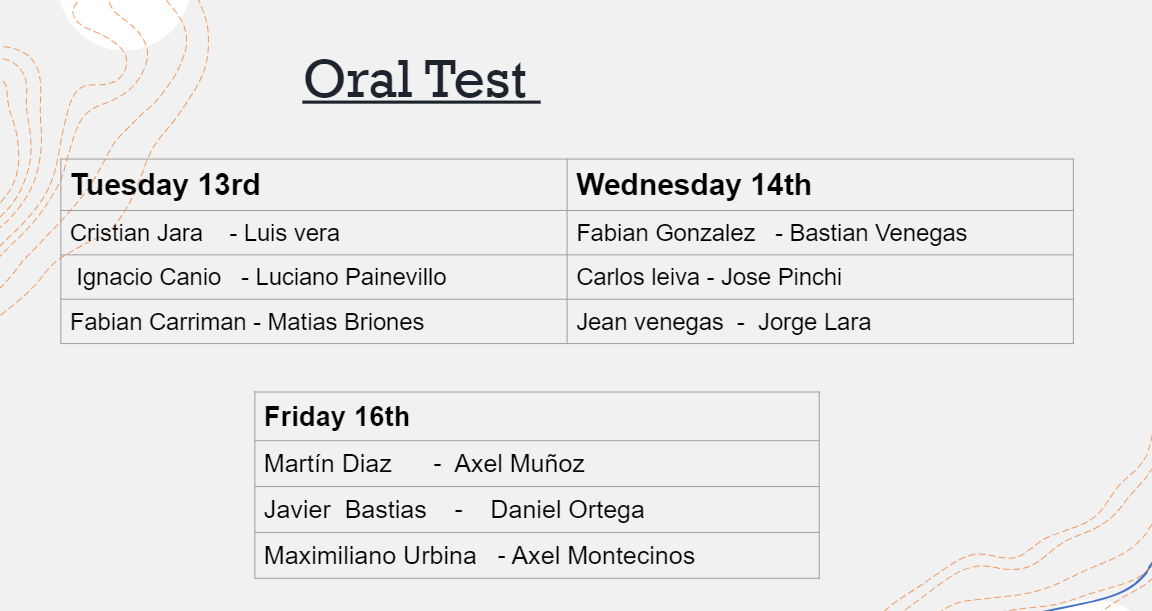 Oral Test
Tuesday 13rd
Wednesday 14th
Cristian Jara - Luis vera
Fabian Gonzalez - Bastian Venegas
Ignacio Canio - Luciano Painevillo
Carlos leiva - Jose Pinchi
Fabian Carriman - Matias Briones
Jean venegas - Jorge Lara
Friday 16th
Martín Diaz - Axel Muñoz
Javier Bastias - Daniel Ortega
Maximiliano Urbina - Axel Montecinos